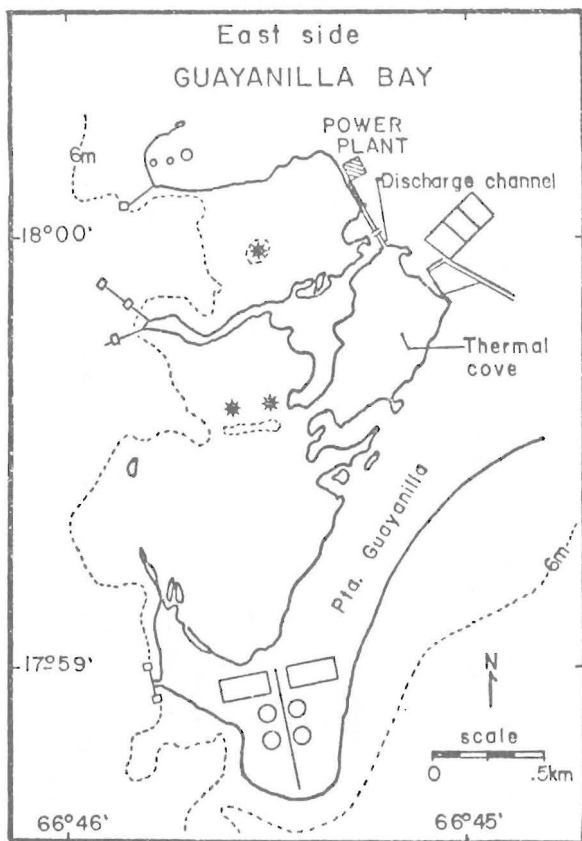 East side
GUAYANILLA BAY
POWER
PLANT
6m
Discharge channel
18°00'
Thermal
cove
Pta. Guayanilla
6m
17°59'
N
scale
0 .5km
66°46' 66°45'